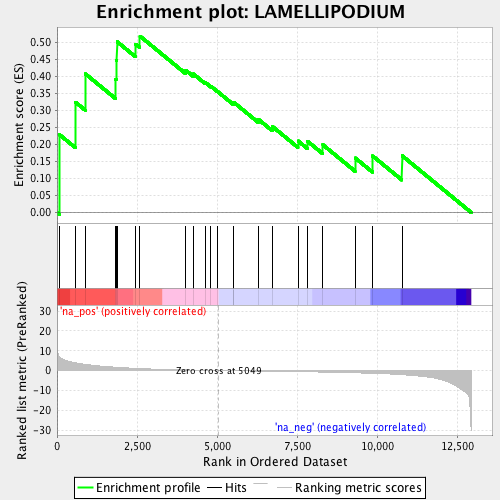 Enrichment plot: LAMELLIPODIUM
Enrichment score (ES)
0.50
0.45
0.40
0.35
0.30
0.25
0.20
0.15
0.10
0.05
0.00
Ranked list metric (PreRanked)
30
20
10
0
-10
-20
-30
'na_pos' (positively correlated)
Zero cross at 5049
'na_neg' (negatively correlated)
0 2,500 5,000 7,500 10,000 12,500
Rank in Ordered Dataset
Enrichment profile Hits Ranking metric scores